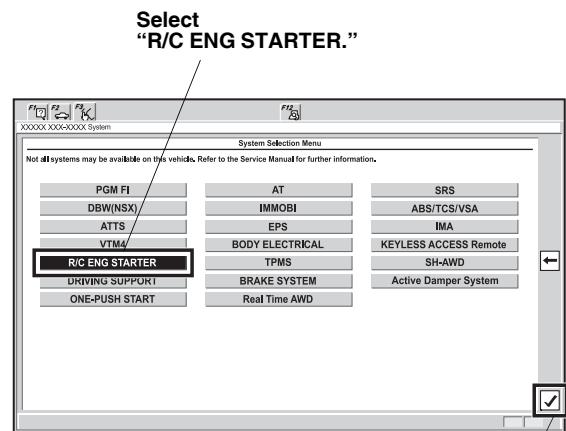 Select
“R/C ENG STARTER.”
F1 F2 F3 F12
XXXXX XXX-XXXX System
System Selection Menu
Not all systems may be available on this vehicle. Refer to the Service Manual for further information.
PGM FI AT SRS
DBW(NSX) IMMOBI ABS/TCS/VSA
ATTS EPS IMA
VTM4 BODY ELECTRICAL KEYLESS ACCESS Remote
R/C ENG STARTER TPMS SH-AWD
DRIVING SUPPORT BRAKE SYSTEM Active Damper System
ONE-PUSH START Real Time AWD